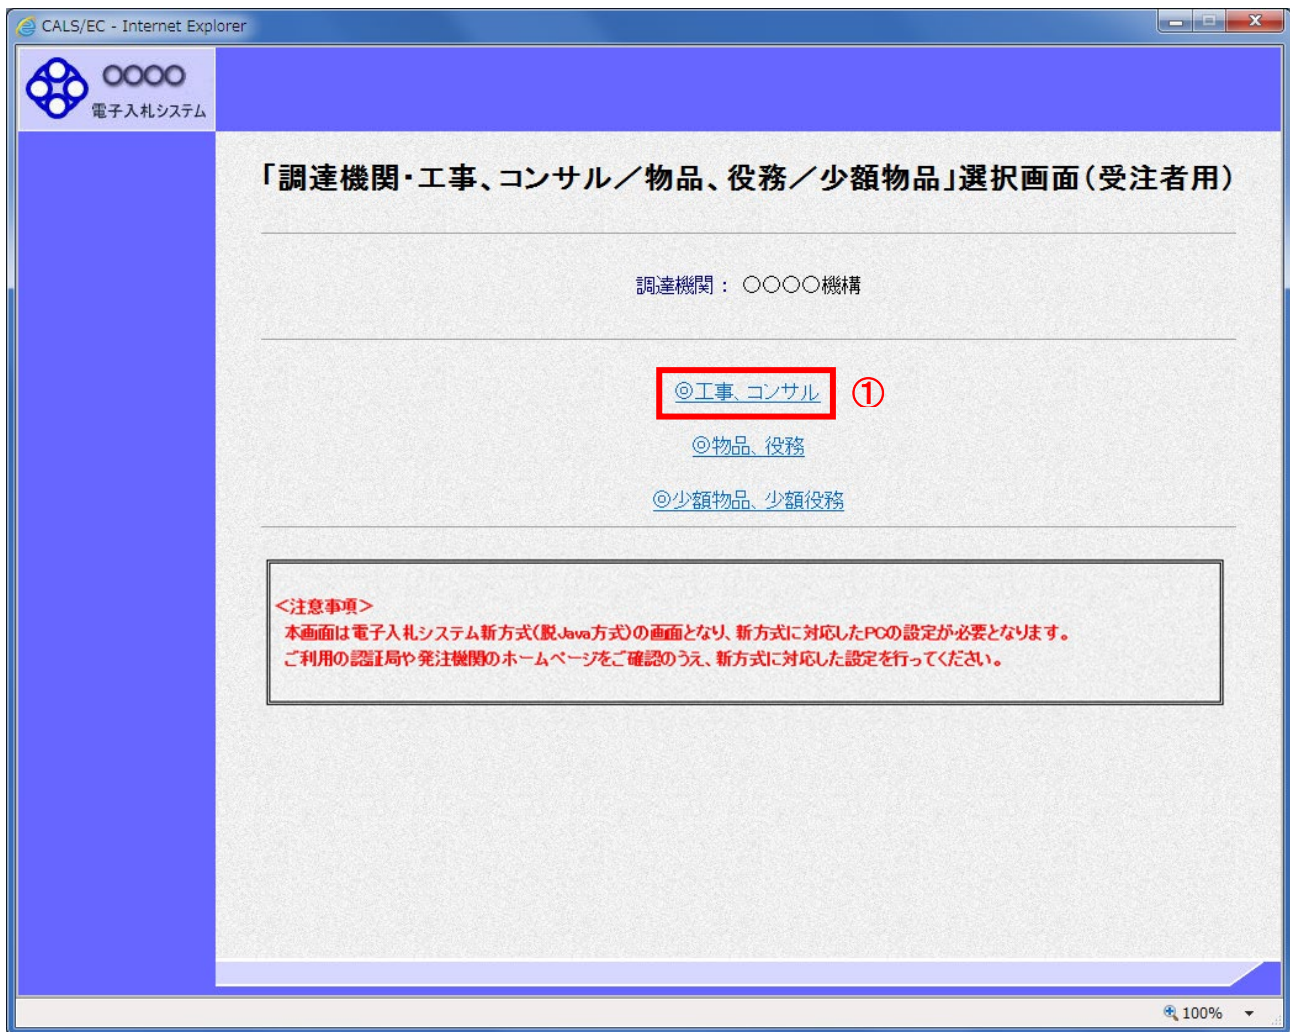 CALS/EC - Internet Explorer
○○○○
電子入札システム
「調達機関・工事、コンサル／物品、役務／少額物品」選択画面（受注者用）
調達機関： ○○○○機構
◎工事、コンサル ①
◎物品、役務
◎少額物品、少額役務
＜注意事項＞
本画面は電子入札システム新方式(脱Java方式)の画面となり、新方式に対応したPCの設定が必要となります。
ご利用の認証局や発注機関のホームページをご確認のうえ、新方式に対応した設定を行ってください。
100%